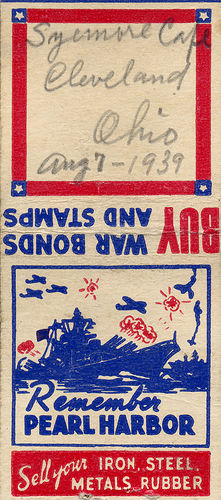 Sycmore Cafe
Cleveland
Ohio
Aug 7-1939
BUY WAR BONDS
AND STAMPS
Remember
PEARL HARBOR
Sell your IRON, STEEL,
METALS, RUBBER